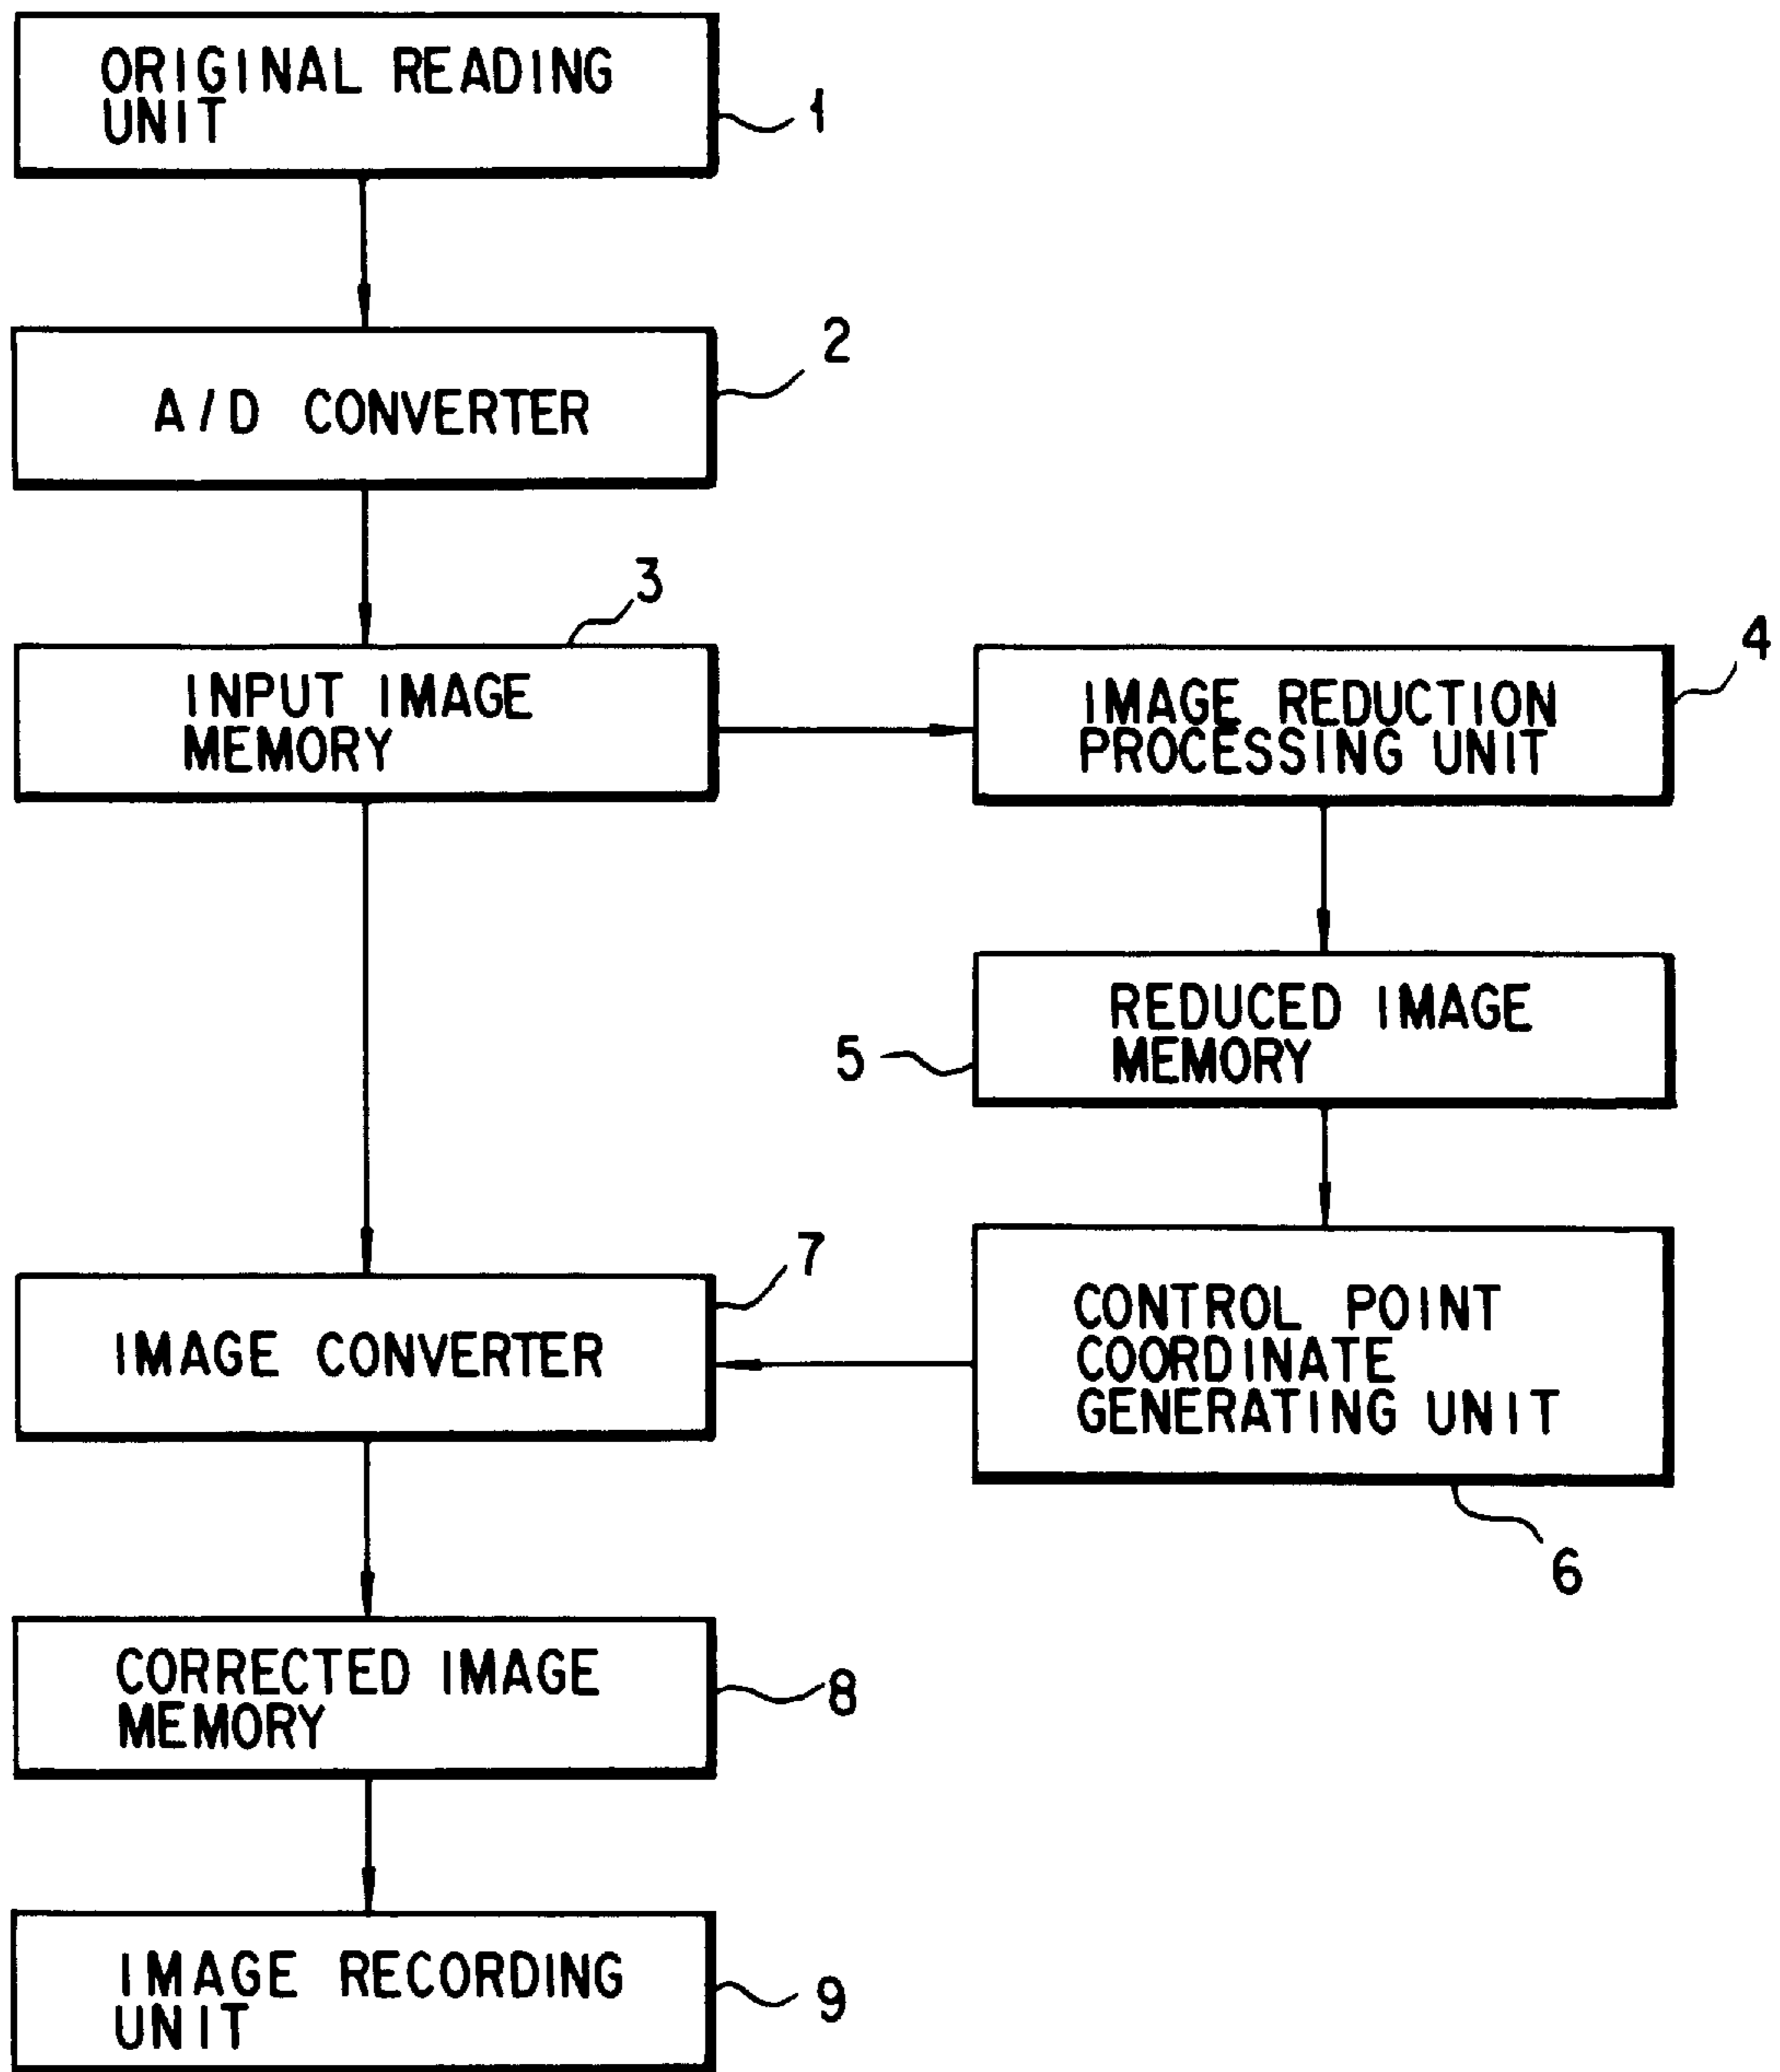 ORIGINAL READING
UNIT
1
A/D CONVERTER
2
INPUT IMAGE
MEMORY
3
IMAGE REDUCTION
PROCESSING UNIT
4
REDUCED IMAGE
MEMORY
5
CONTROL POINT
COORDINATE
GENERATING UNIT
6
IMAGE CONVERTER
7
CORRECTED IMAGE
MEMORY
8
IMAGE RECORDING
UNIT
9